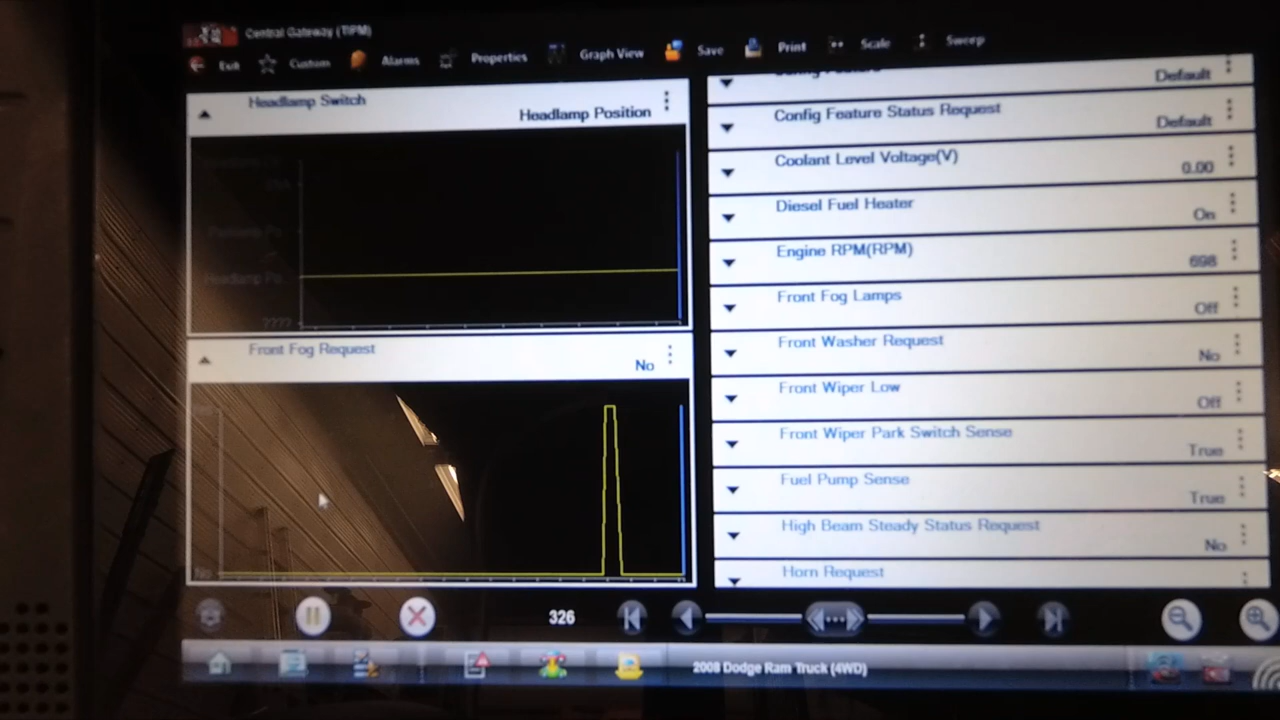 Central Gateway (TIPM)
Exit Custom Alarms Properties Graph View Save Print Scale Sweep
Headlamp Switch
Headlamp Position
????
Front Fog Request
No
Default
Config Feature Status Request
Default
Coolant Level Voltage(V)
0.00
Diesel Fuel Heater
On
Engine RPM(RPM)
698
Front Fog Lamps
Off
Front Washer Request
No
Front Wiper Low
Off
Front Wiper Park Switch Sense
True
Fuel Pump Sense
True
High Beam Steady Status Request
No
Horn Request
326
2008 Dodge Ram Truck (4WD)